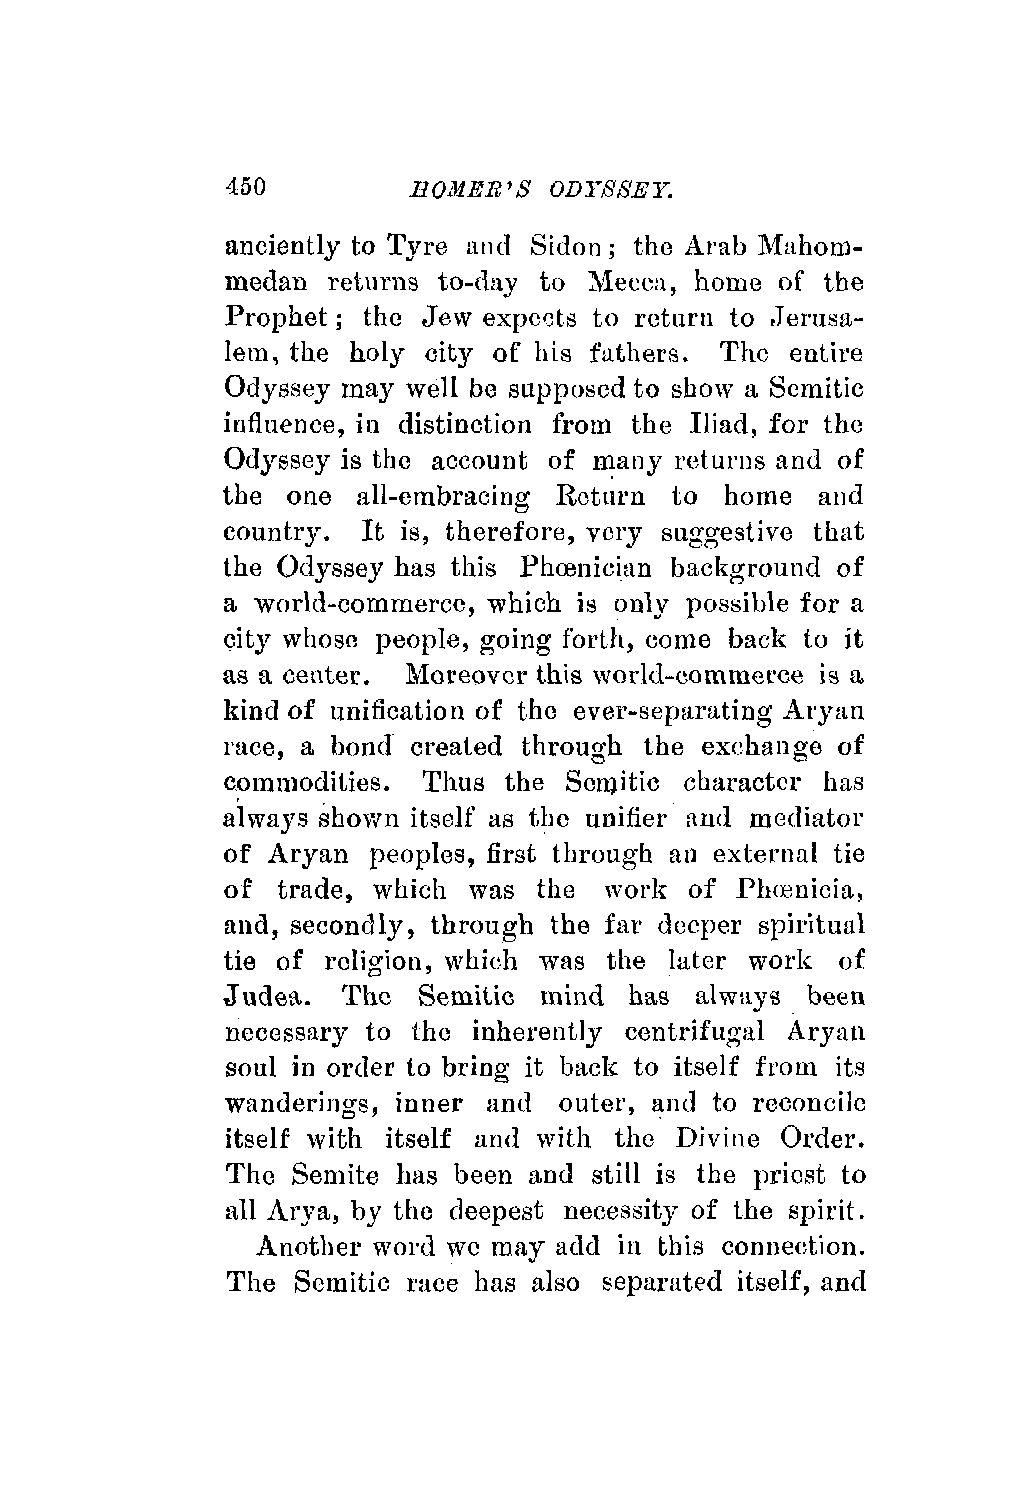 450 HOMER'S ODYSSEY.
anciently to Tyre and Sidon; the Arab Mahom-
medan returns to-day to Mecca, home of the
Prophet; the Jew expects to return to Jerusa-
lem, the holy city of his fathers. The entire
Odyssey may well be supposed to show a Semitic
influence, in distinction from the Iliad, for the
Odyssey is the account of many returns and of
the one all-embracing Return to home and
country. It is, therefore, very suggestive that
the Odyssey has this Phœnician background of
a world-commerce, which is only possible for a
city whose people, going forth, come back to it
as a center. Moreover this world-commerce is a
kind of unification of the ever-separating Aryan
race, a bond created through the exchange of
commodities. Thus the Semitic character has
always shown itself as the unifier and mediator
of Aryan peoples, first through an external tie
of trade, which was the work of Phœnicia,
and, secondly, through the far deeper spiritual
tie of religion, which was the later work of
Judea. The Semitic mind has always been
necessary to the inherently centrifugal Aryan
soul in order to bring it back to itself from its
wanderings, inner and outer, and to reconcile
itself with itself and with the Divine Order.
The Semite has been and still is the priest to
all Arya, by the deepest necessity of the spirit.
Another word we may add in this connection.
The Semitic race has also separated itself, and